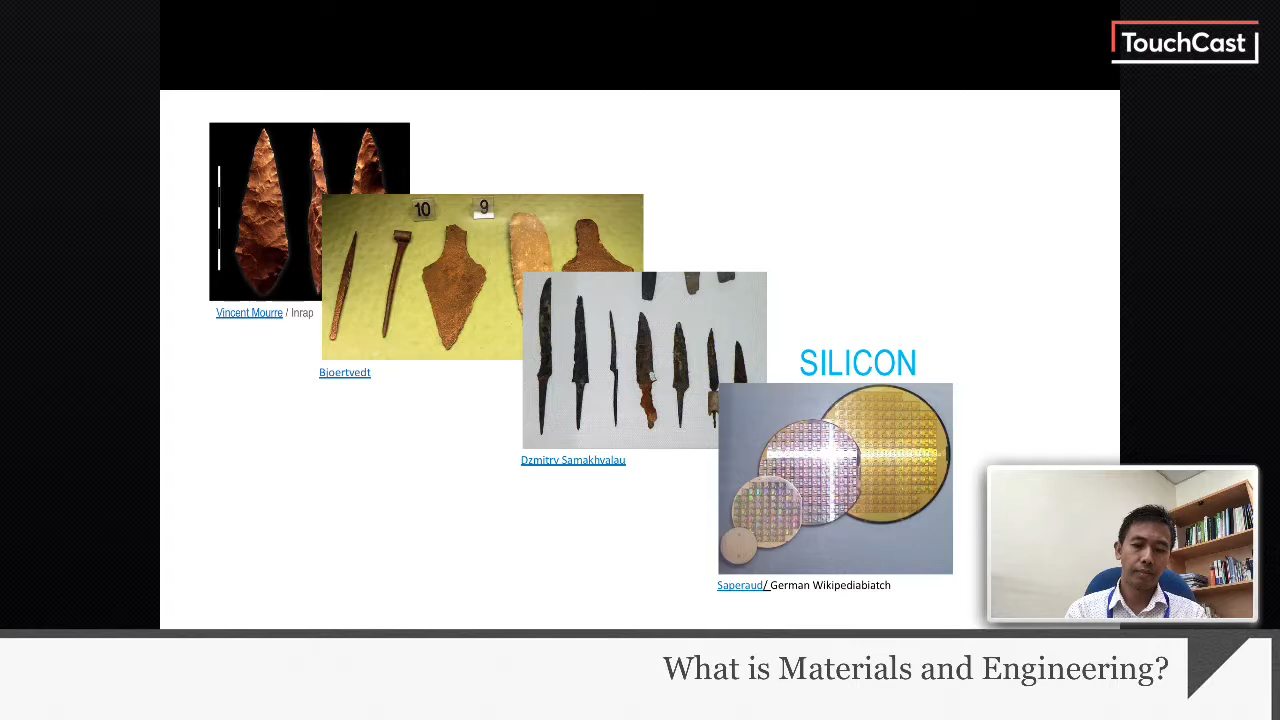 TouchCast
10
9
Vincent Mourre / Inrap
Bjoertvedt
SILICON
Dzmitry Samakhvalau
Saperaud/ German Wikipediabiatch
What is Materials and Engineering?